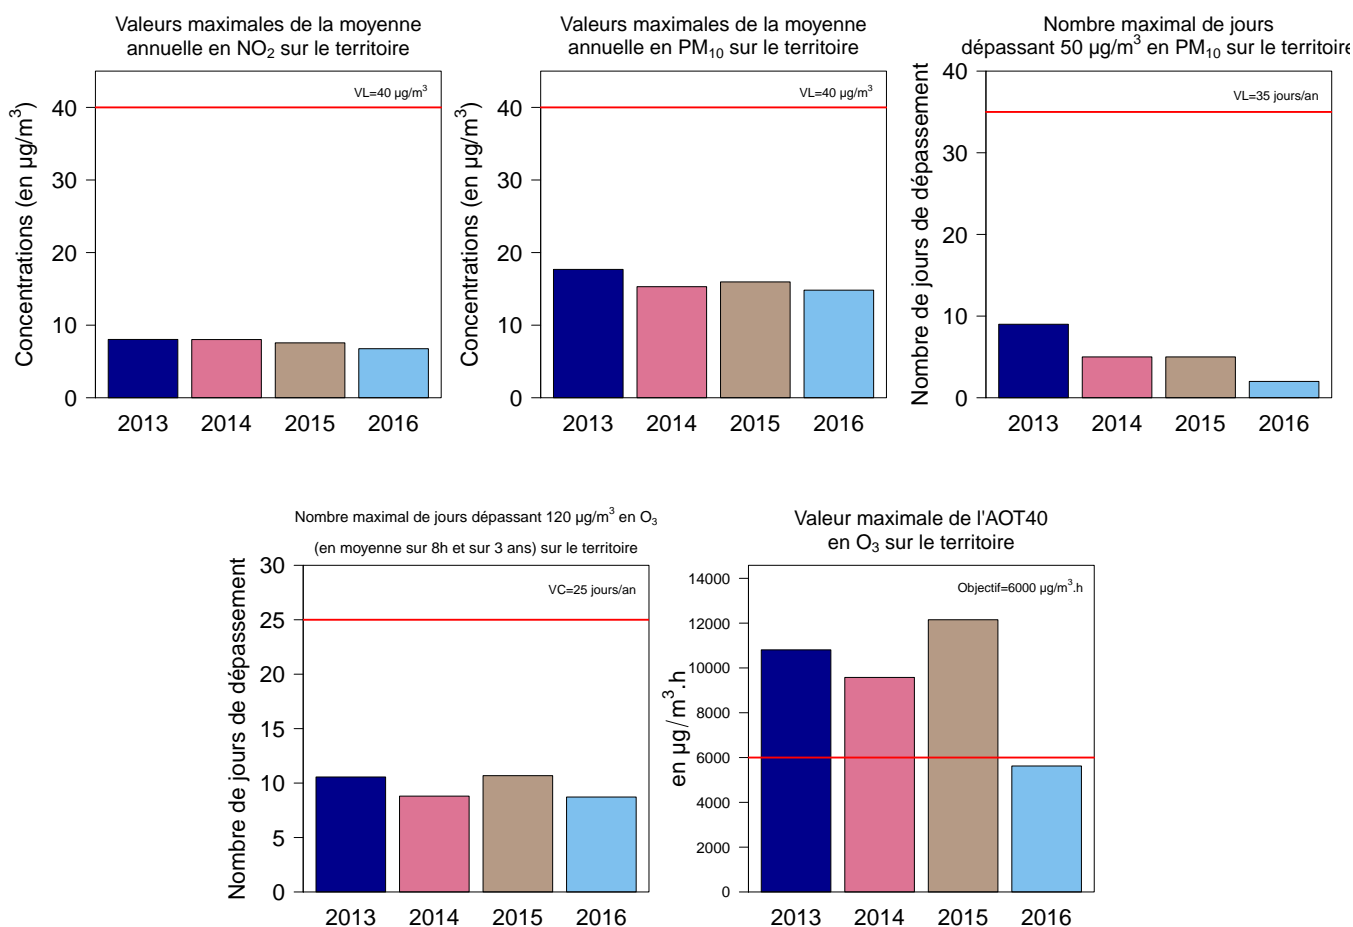 Valeurs maximales de la moyenne
annuelle en NO₂ sur le territoire
Concentrations (en µg/m³)
VL=40 µg/m³
40
30
20
10
0
2013 2014 2015 2016
Valeurs maximales de la moyenne
annuelle en PM₁₀ sur le territoire
Concentrations (en µg/m³)
VL=40 µg/m³
40
30
20
10
0
2013 2014 2015 2016
Nombre maximal de jours
dépassant 50 µg/m³ en PM₁₀ sur le territoire
Nombre de jours de dépassement
VL=35 jours/an
40
30
20
10
0
2013 2014 2015 2016
Nombre maximal de jours dépassant 120 µg/m³ en O₃
(en moyenne sur 8h et sur 3 ans) sur le territoire
Nombre de jours de dépassement
VC=25 jours/an
30
25
20
15
10
5
0
2013 2014 2015 2016
Valeur maximale de l'AOT40
en O₃ sur le territoire
en µg/m³.h
Objectif=6000 µg/m³.h
14000
12000
10000
8000
6000
4000
2000
0
2013 2014 2015 2016